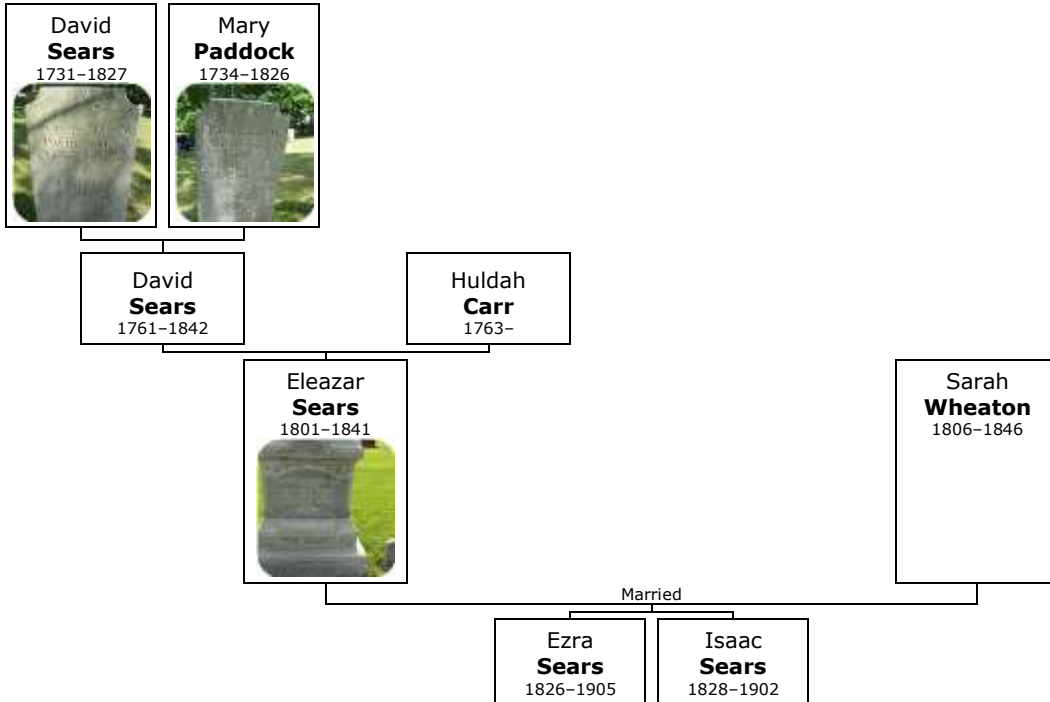 David
Sears
1731–1827
Mary
Paddock
1734–1826
David
Sears
1761–1842
Huldah
Carr
1763–
Eleazar
Sears
1801–1841
Sarah
Wheaton
1806–1846
Married
Ezra
Sears
1826–1905
Isaac
Sears
1828–1902